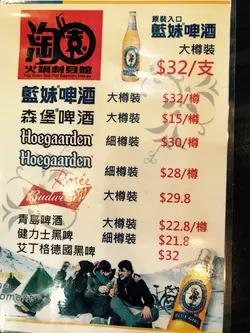 淘園
火鍋刺身館
原裝入口
藍妹啤酒
大樽裝
$32/支
藍妹啤酒 大樽裝 $32/樽
森堡啤酒 大樽裝 $15/樽
Hoegaarden 細樽裝 $30/樽
Hoegaarden Rosée 細樽裝 $28/樽
Budweiser 大樽裝 $29.8
青島啤酒 大樽裝 $22.8/樽
健力士黑啤 細樽裝 $21.8
艾丁格德國黑啤 $32